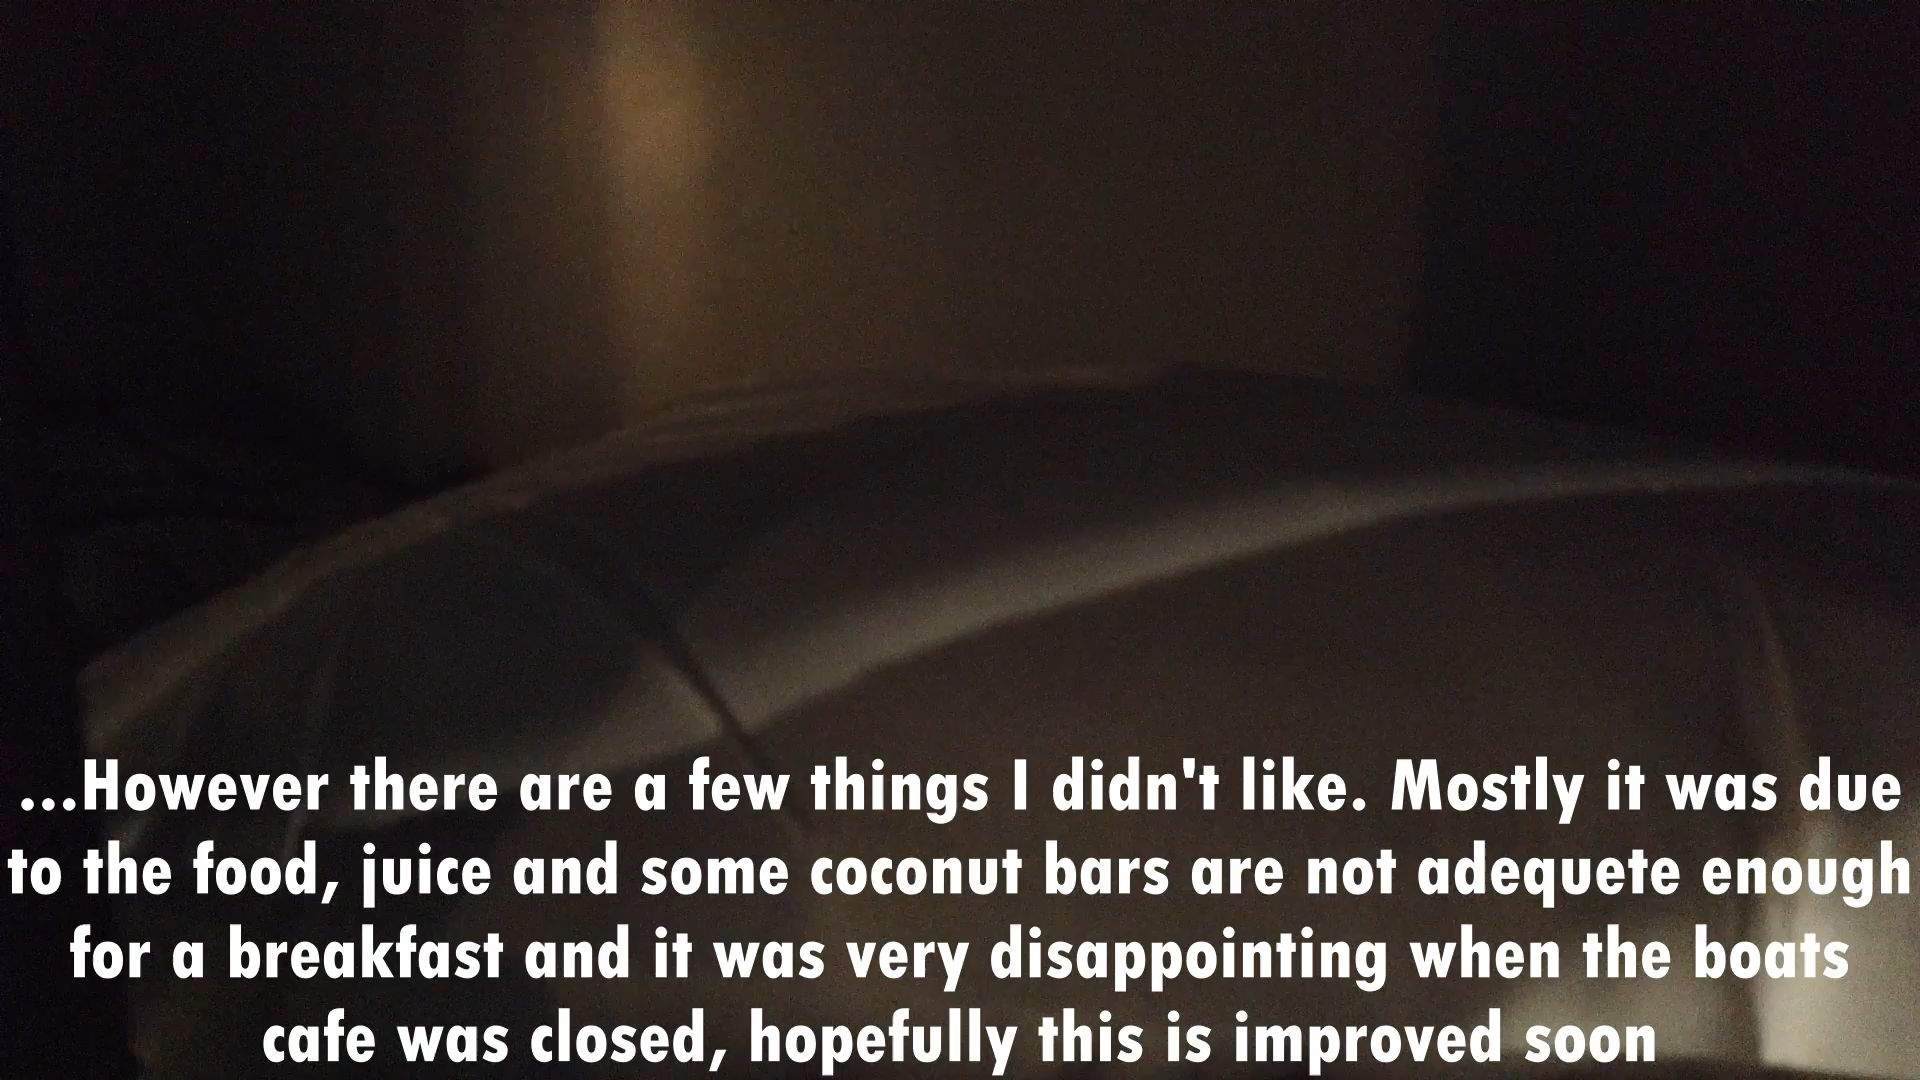 ...However there are a few things I didn't like. Mostly it was due
to the food, juice and some coconut bars are not adequete enough
for a breakfast and it was very disappointing when the boats
cafe was closed, hopefully this is improved soon